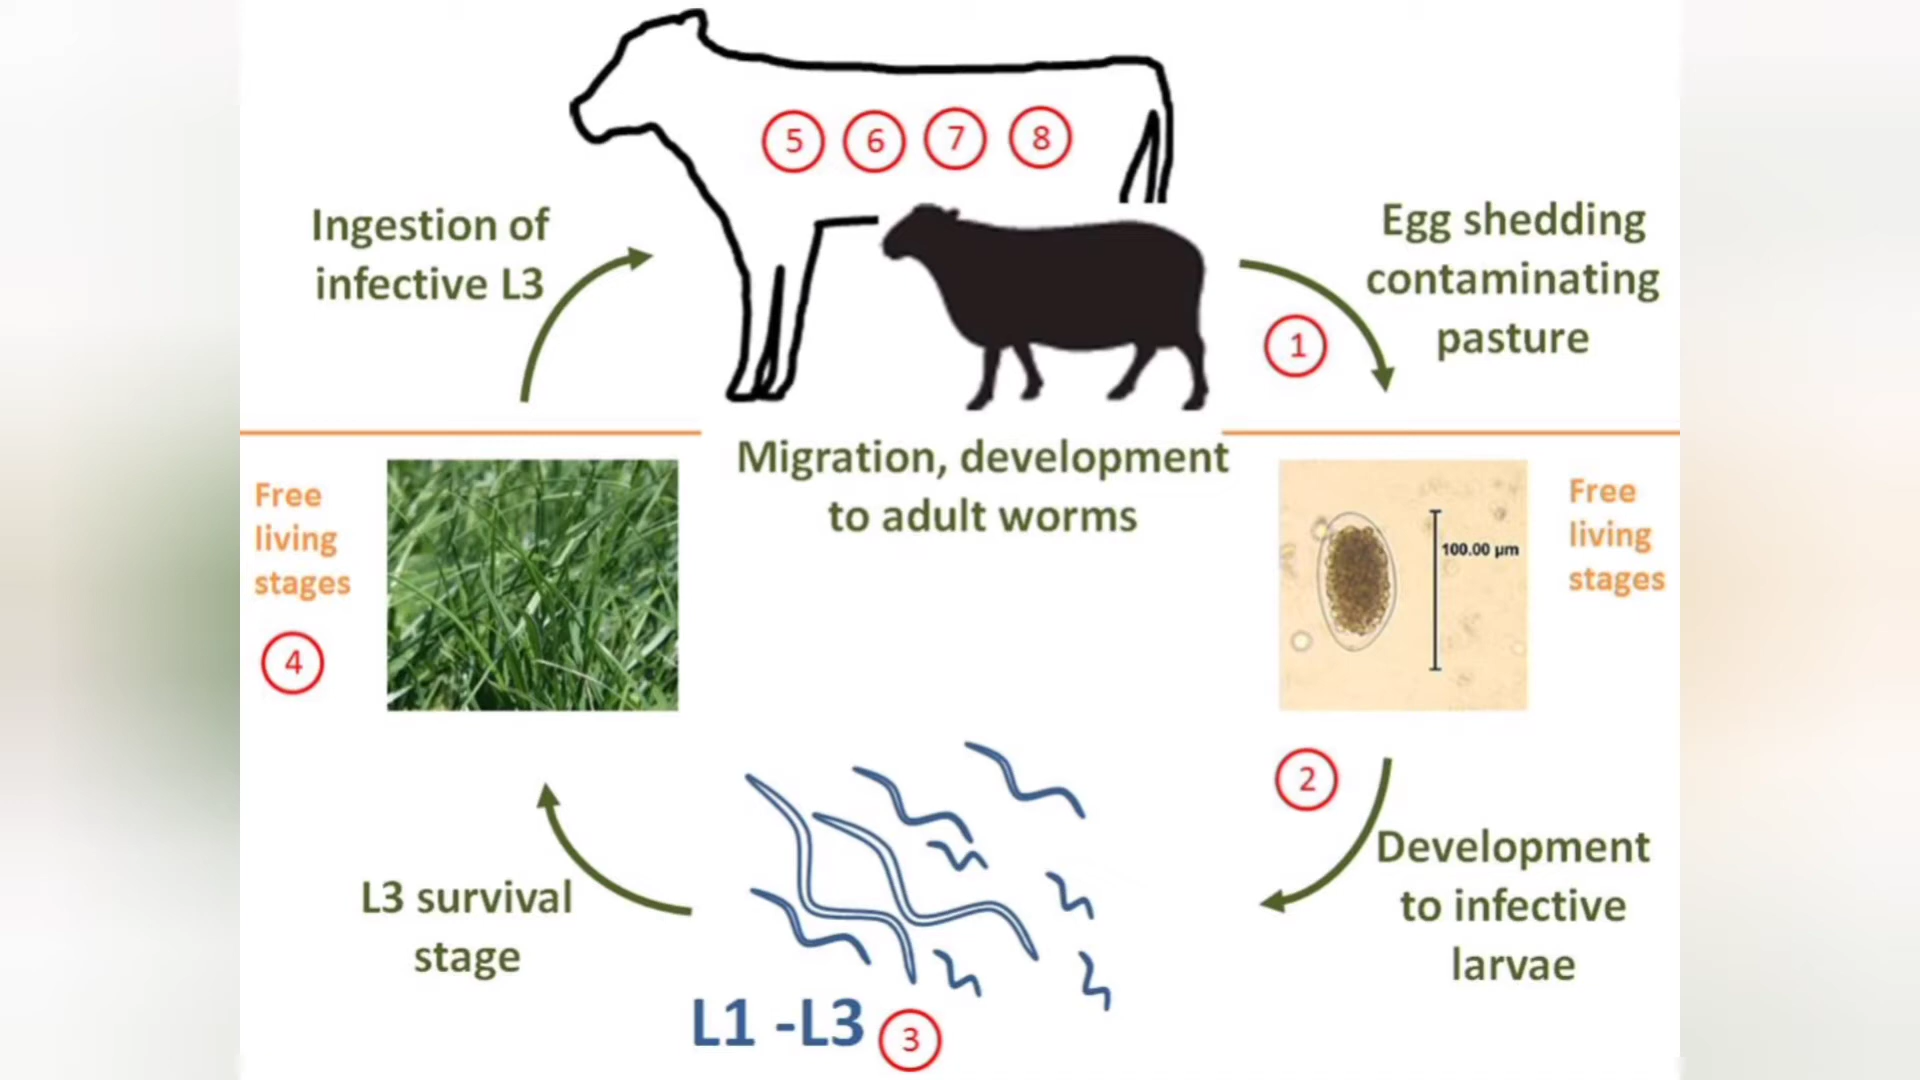 5 6 7 8
Ingestion of
infective L3
Egg shedding
contaminating
pasture
1
Migration, development
to adult worms
Free
living
stages
4
100.00 µm
Free
living
stages
2
Development
to infective
larvae
L3 survival
stage
L1 -L3
3